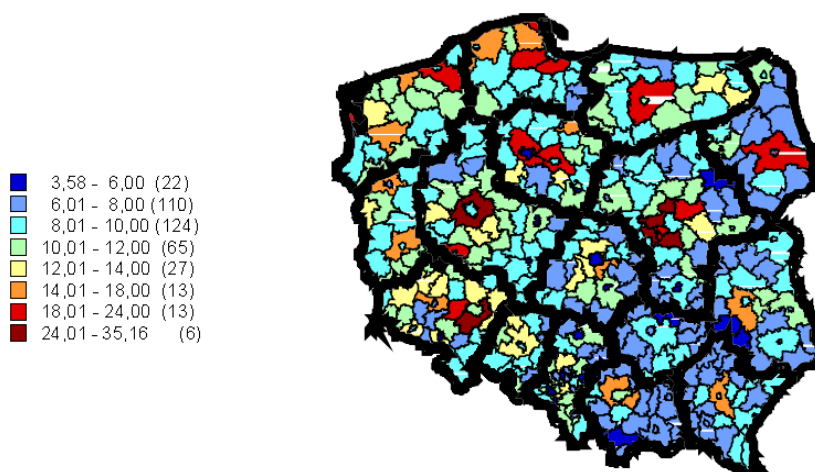 3,58 - 6,00 (22)
6,01 - 8,00 (110)
8,01 - 10,00 (124)
10,01 - 12,00 (65)
12,01 - 14,00 (27)
14,01 - 18,00 (13)
18,01 - 24,00 (13)
24,01 - 35,16 (6)